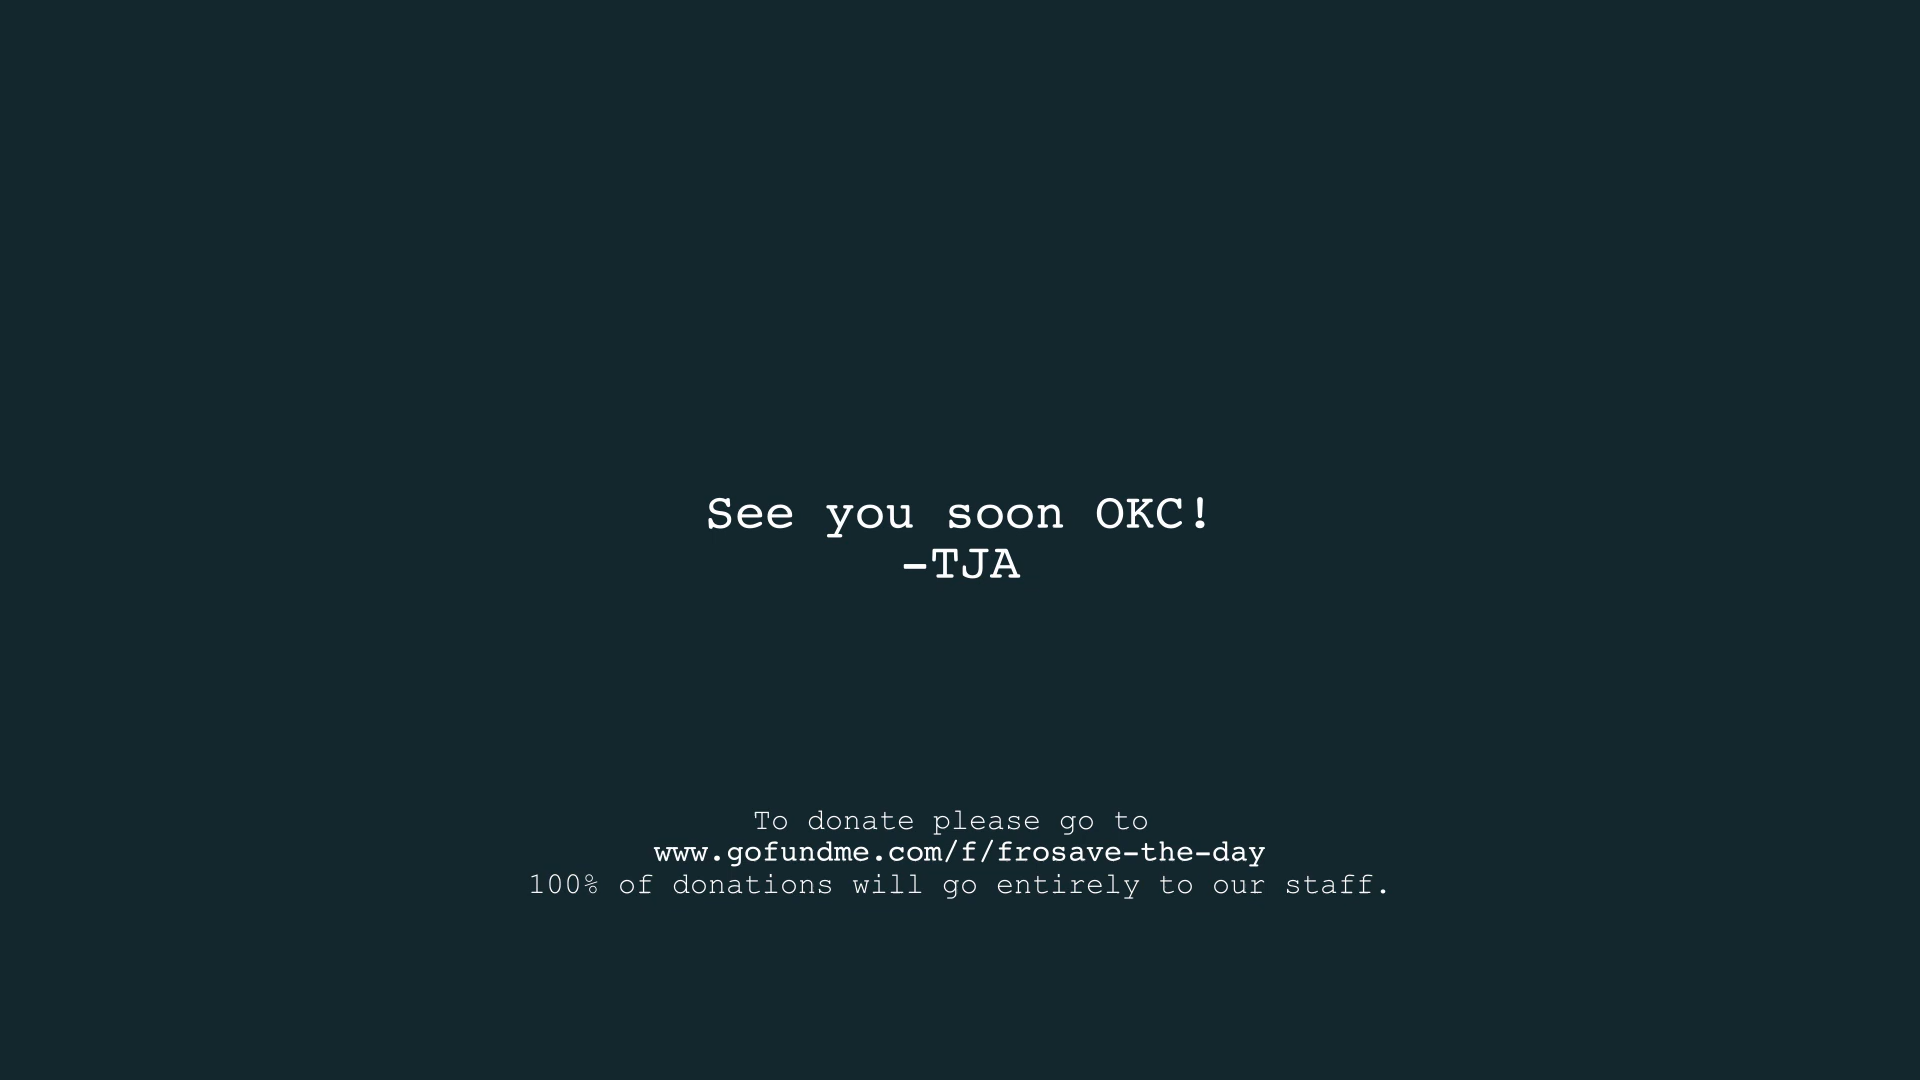 See you soon OKC!
-TJA
To donate please go to
www.gofundme.com/f/frosave-the-day
100% of donations will go entirely to our staff.